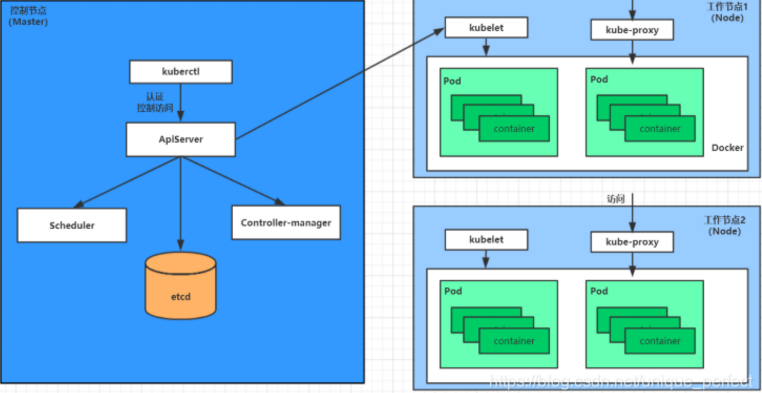 控制节点
(Master)
kuberctl
认证
控制访问
ApiServer
Scheduler
Controller-manager
etcd
工作节点1
(Node)
kubelet
kube-proxy
Pod
container
Pod
container
Docker
访问
工作节点2
(Node)
kubelet
kube-proxy
Pod
container
Pod
container
https://blog.csdn.net/unique_perfect